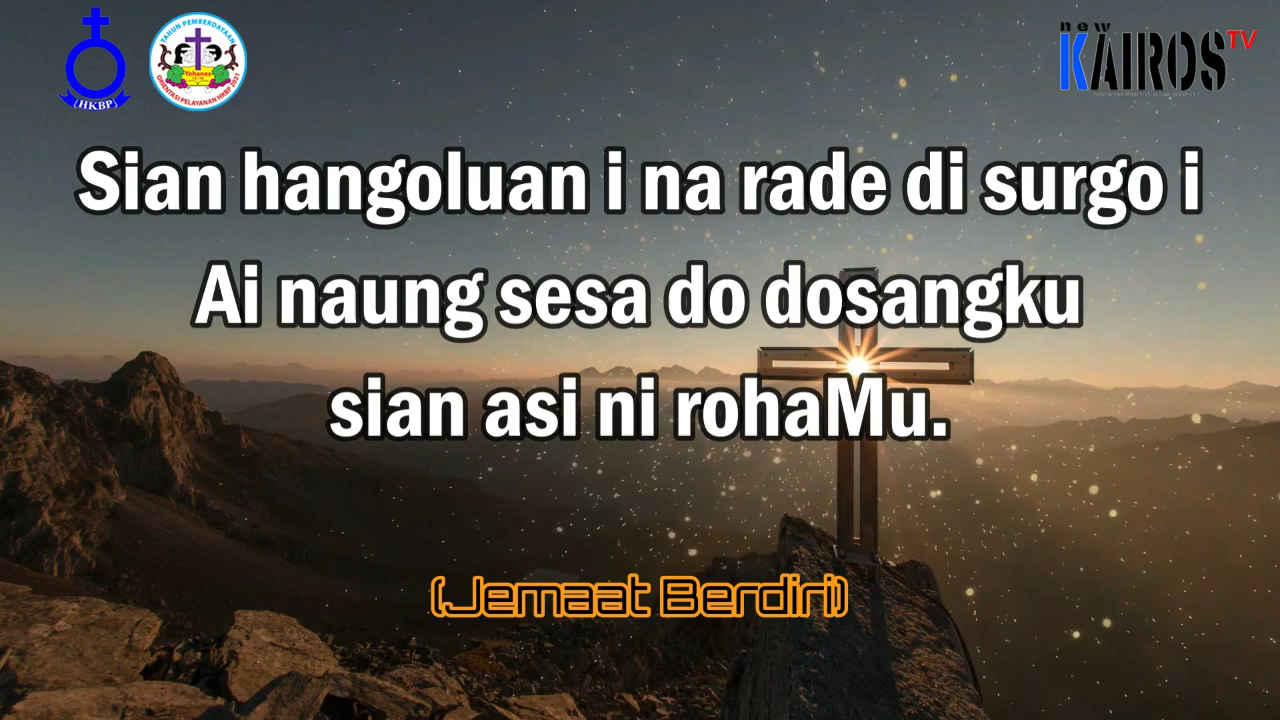 HKBP
TAHUN PEMBERDAYAAN
Yohanes
ORIENTASI PELAYANAN HKBP 2021
new
KAIROS TV
Sian hangoluan i na rade di surgo i
Ai naung sesa do dosangku
sian asi ni rohaMu.
(Jemaat Berdiri)